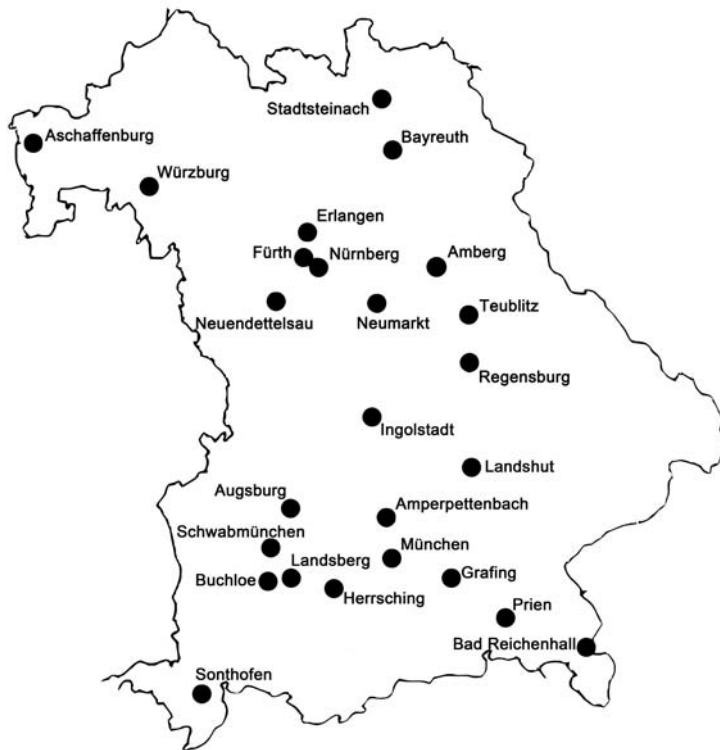 Stadtsteinach
Aschaffenburg
Bayreuth
Würzburg
Erlangen
Fürth
Nürnberg
Amberg
Neuendettelsau
Neumarkt
Teublitz
Regensburg
Ingolstadt
Landshut
Augsburg
Amperpettenbach
Schwabmünchen
München
Landsberg
Buchloe
Grafing
Herrsching
Prien
Bad Reichenhall
Sonthofen